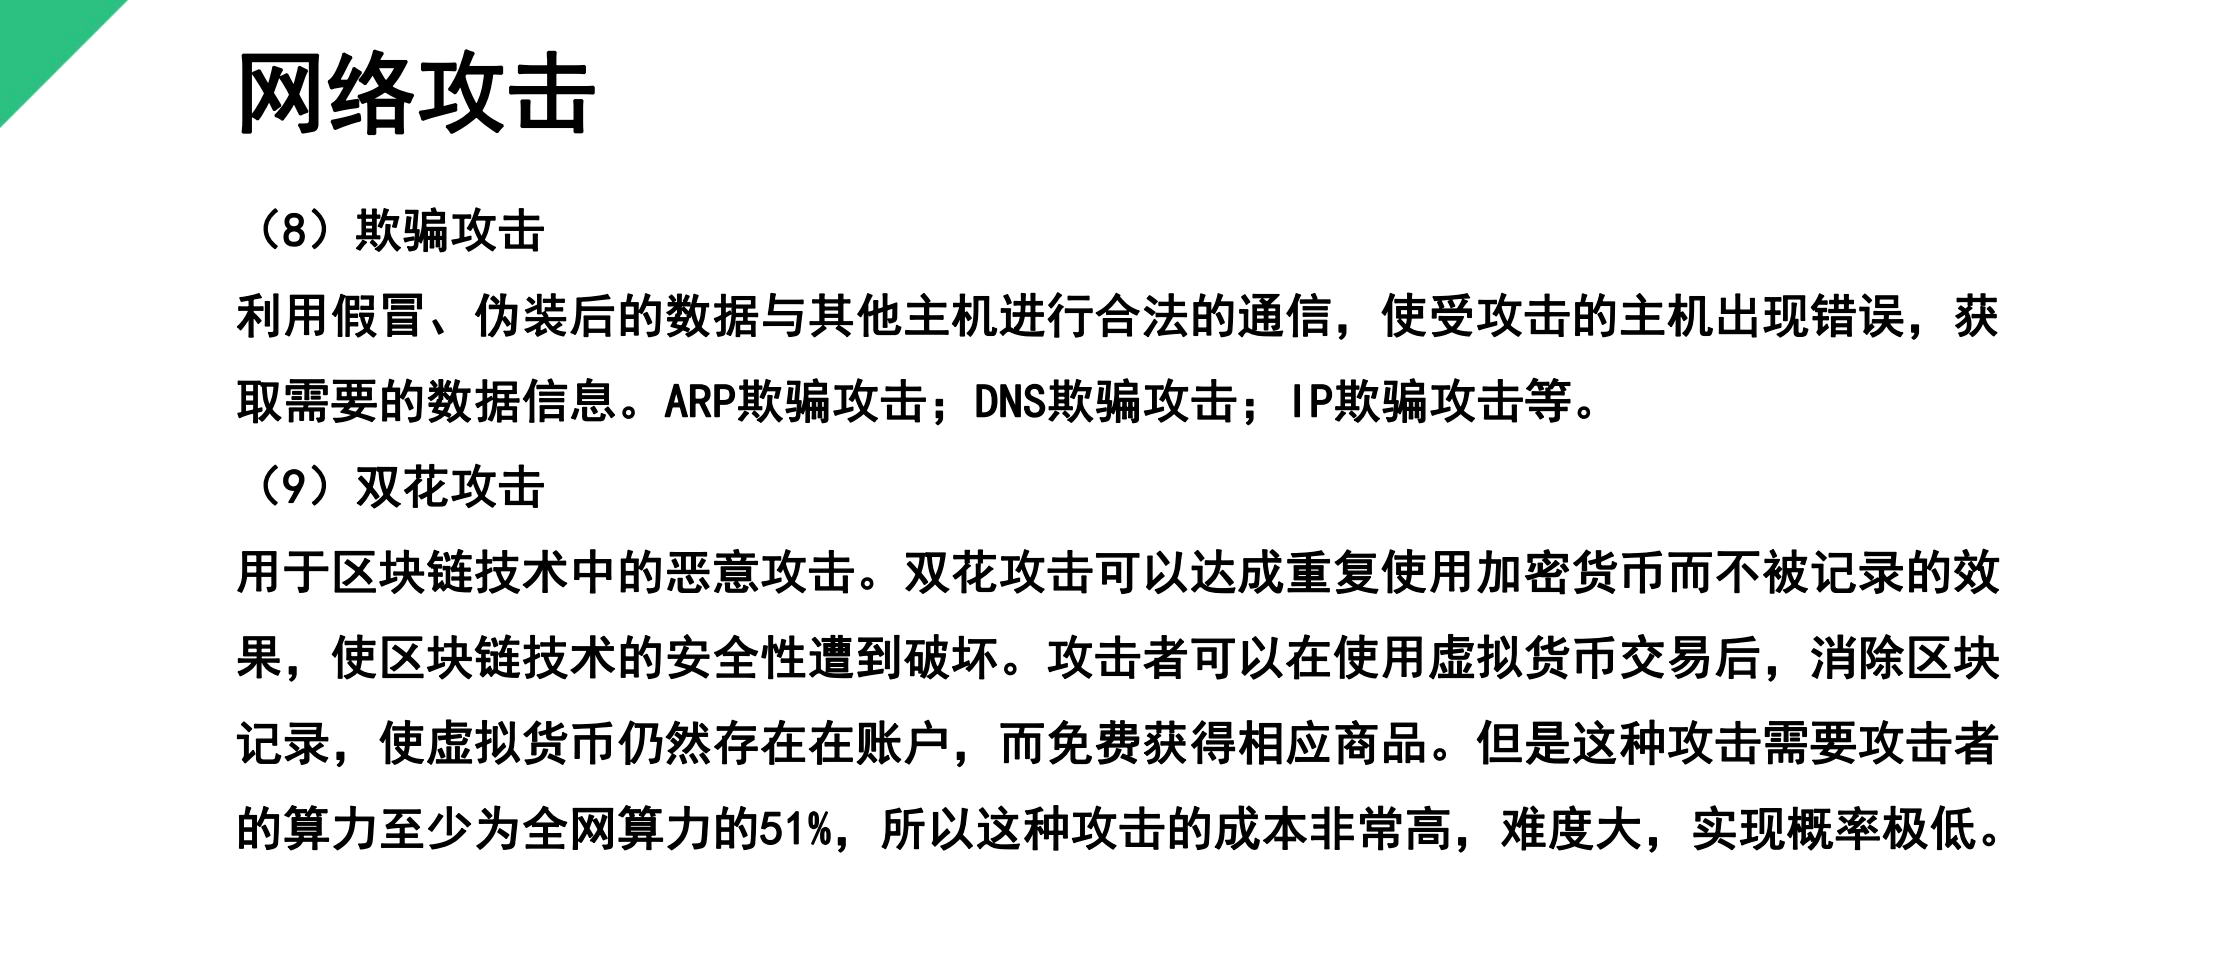 网络攻击
（8）欺骗攻击
利用假冒、伪装后的数据与其他主机进行合法的通信，使受攻击的主机出现错误，获
取需要的数据信息。ARP欺骗攻击；DNS欺骗攻击；IP欺骗攻击等。
（9）双花攻击
用于区块链技术中的恶意攻击。双花攻击可以达成重复使用加密货币而不被记录的效
果，使区块链技术的安全性遭到破坏。攻击者可以在使用虚拟货币交易后，消除区块
记录，使虚拟货币仍然存在在账户，而免费获得相应商品。但是这种攻击需要攻击者
的算力至少为全网算力的51%，所以这种攻击的成本非常高，难度大，实现概率极低。